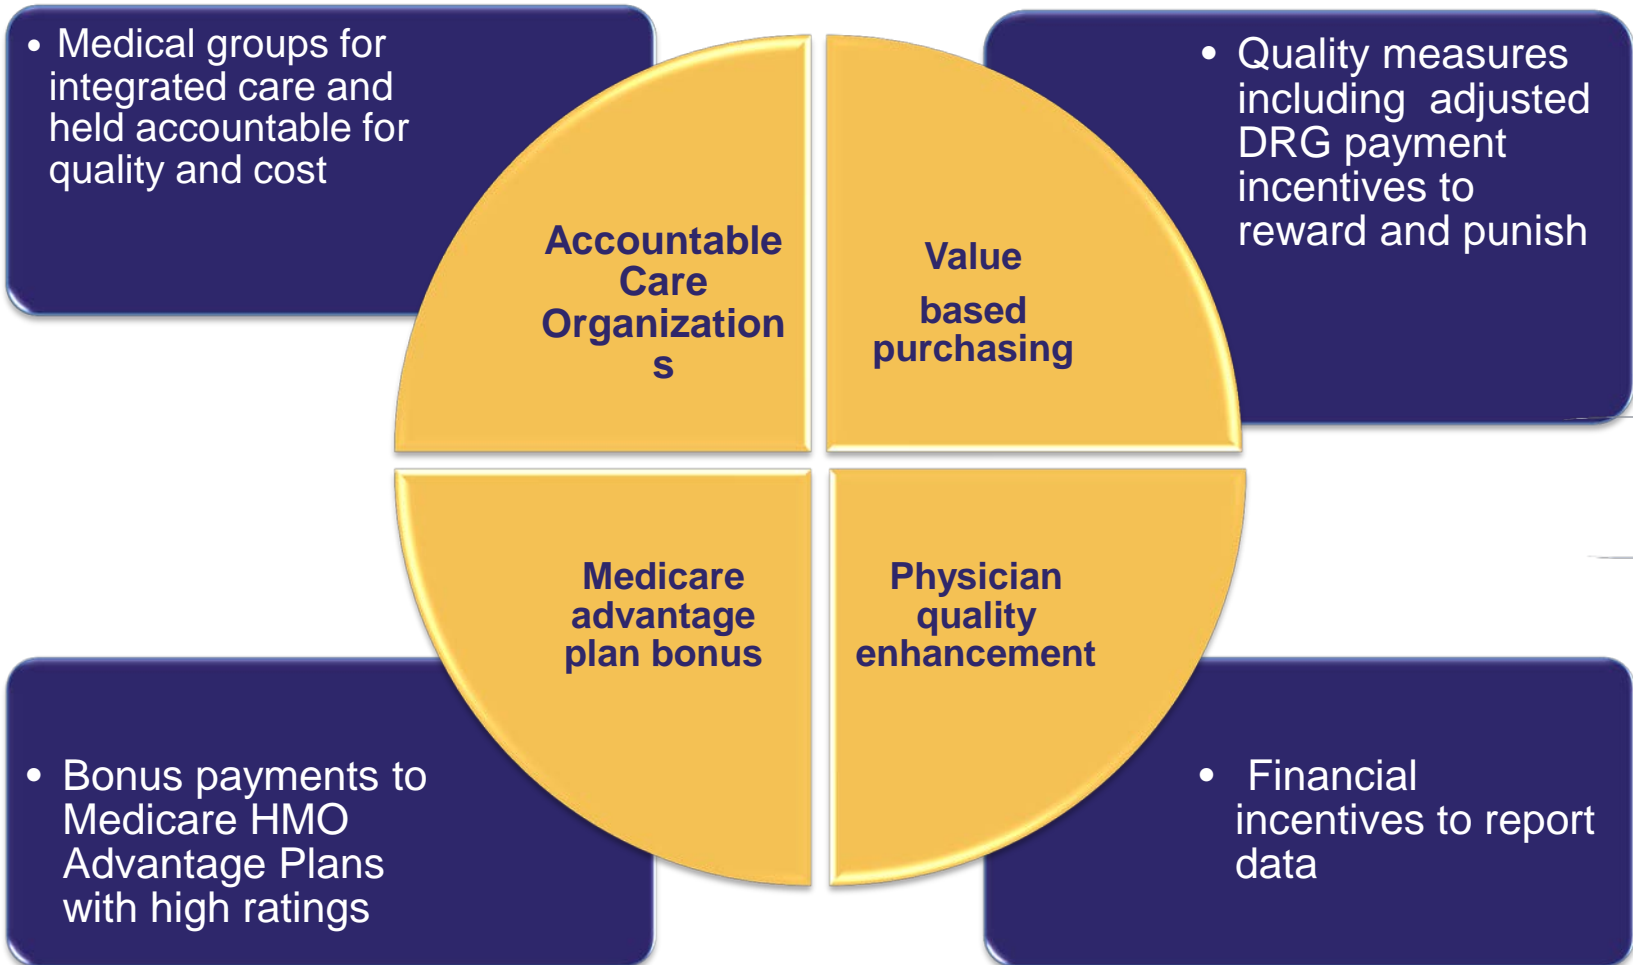 • Medical groups for
integrated care and
held accountable for
quality and cost
• Quality measures
including adjusted
DRG payment
incentives to
reward and punish
Accountable
Care
Organization
s
Value
based
purchasing
Medicare
advantage
plan bonus
Physician
quality
enhancement
• Bonus payments to
Medicare HMO
Advantage Plans
with high ratings
• Financial
incentives to report
data